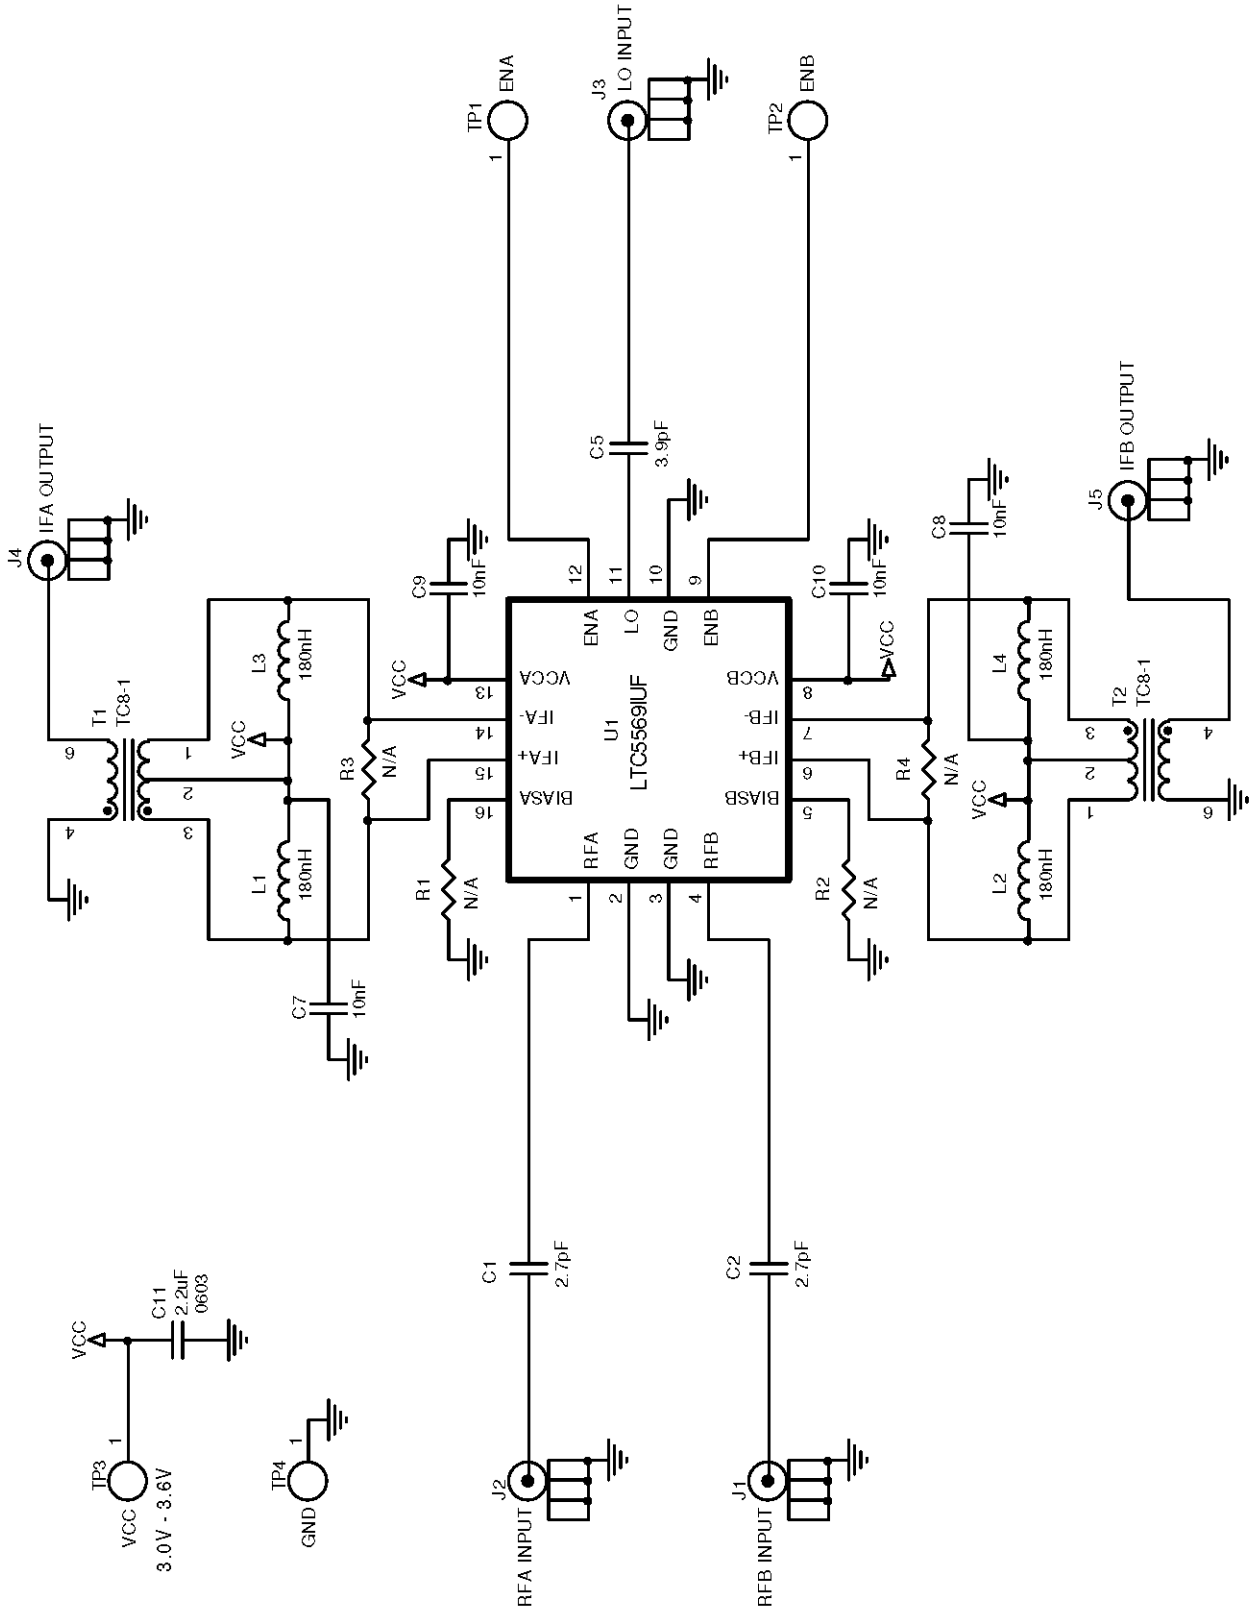 TP3
VCC
3.0V - 3.6V
1
VCC
C11
2.2uF
0603
TP4
GND
1
J4
IFA OUTPUT
T1
TC8-1
4
6
3
2
1
VCC
L1
180nH
L3
180nH
C7
10nF
R3
N/A
R1
N/A
VCC
C9
10nF
TP1
ENA
1
J3
LO INPUT
C5
3.9pF
TP2
ENB
1
U1
LTC5569IUF
16
15
14
13
BIASA
IFA+
IFA-
VCCA
1
RFA
2
GND
3
GND
4
RFB
12
ENA
11
LO
10
GND
9
ENB
BIASB
IFB+
IFB-
VCCB
5
6
7
8
J2
RFA INPUT
C1
2.7pF
J1
RFB INPUT
C2
2.7pF
R2
N/A
R4
N/A
VCC
C10
10nF
C8
10nF
VCC
L2
180nH
L4
180nH
1
2
3
T2
TC8-1
6
4
J5
IFB OUTPUT